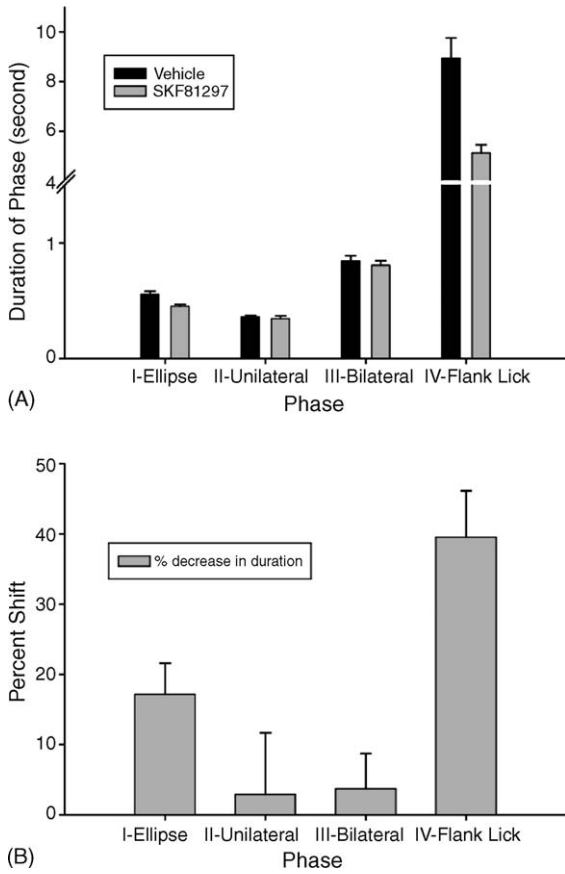 10
8
6
4
1
0
Duration of Phase (second)
Vehicle
SKF81297
I-Ellipse II-Unilateral III-Bilateral IV-Flank Lick
Phase
(A)
50
40
30
20
10
0
Percent Shift
% decrease in duration
I-Ellipse II-Unilateral III-Bilateral IV-Flank Lick
Phase
(B)